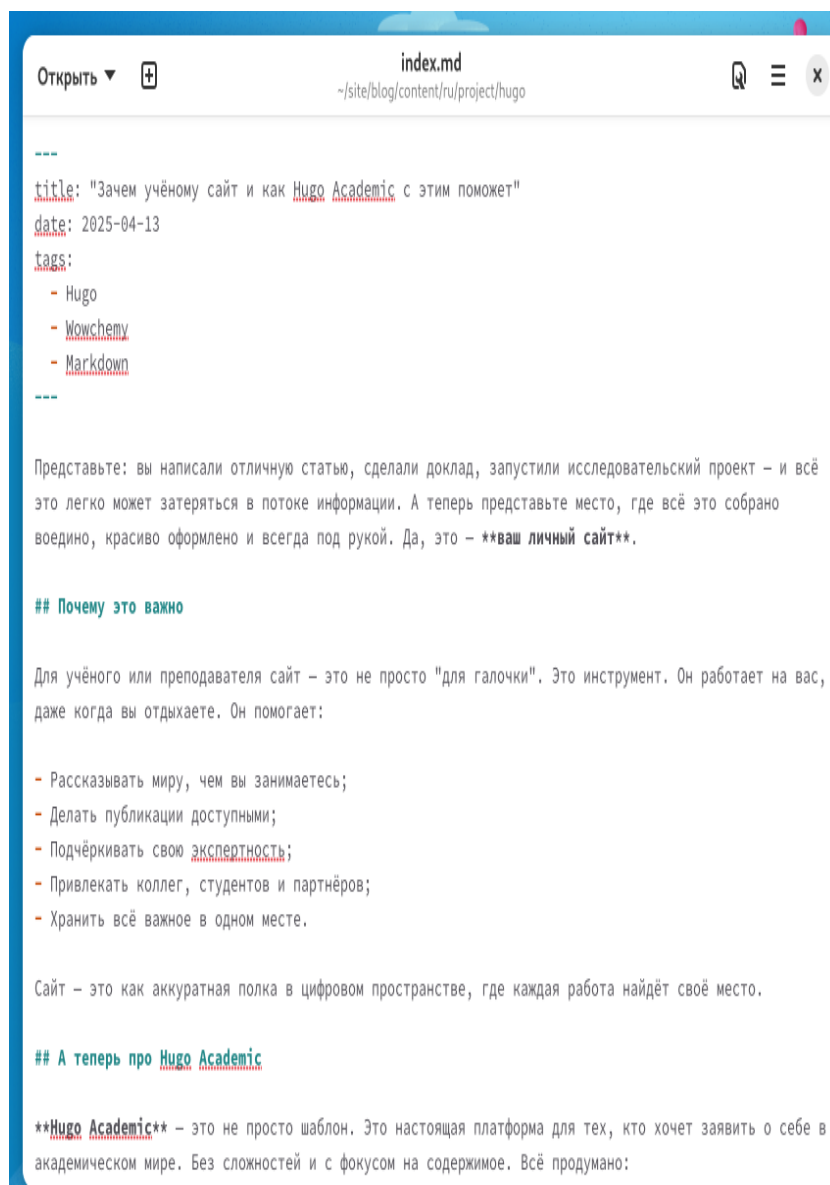 Открыть
index.md
~/site/blog/content/ru/project/hugo
---
title: "Зачем учёному сайт и как Hugo Academic с этим поможет"
date: 2025-04-13
tags:
- Hugo
- Wowchemy
- Markdown
---
Представьте: вы написали отличную статью, сделали доклад, запустили исследовательский проект – и всё
это легко может затеряться в потоке информации. А теперь представьте место, где всё это собрано
воедино, красиво оформлено и всегда под рукой. Да, это – **ваш личный сайт**.
## Почему это важно
Для учёного или преподавателя сайт – это не просто "для галочки". Это инструмент. Он работает на вас,
даже когда вы отдыхаете. Он помогает:
- Рассказывать миру, чем вы занимаетесь;
- Делать публикации доступными;
- Подчёркивать свою экспертность;
- Привлекать коллег, студентов и партнёров;
- Хранить всё важное в одном месте.
Сайт – это как аккуратная полка в цифровом пространстве, где каждая работа найдёт своё место.
## А теперь про Hugo Academic
**Hugo Academic** – это не просто шаблон. Это настоящая платформа для тех, кто хочет заявить о себе в
академическом мире. Без сложностей и с фокусом на содержимое. Всё продумано: